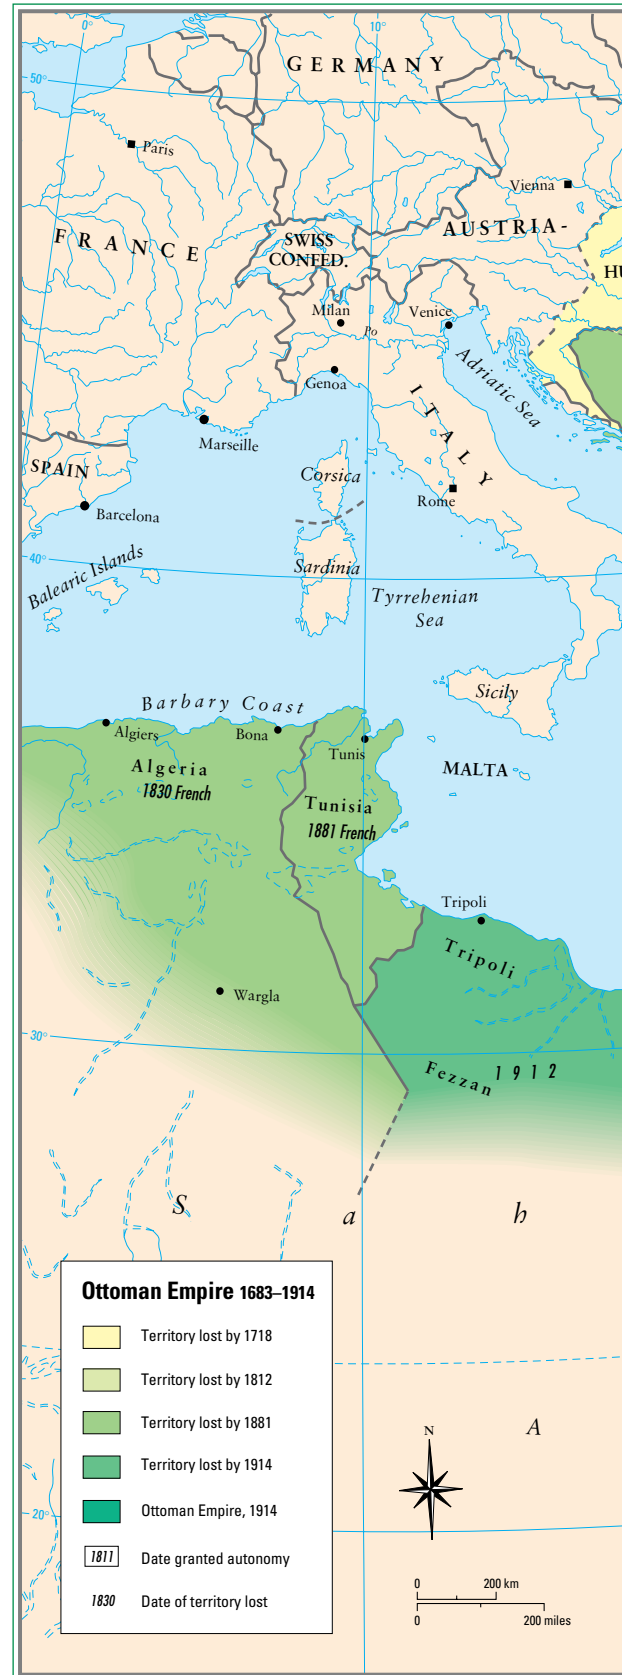 0°
10°
GERMANY
50°
Paris
Vienna
FRANCE
SWISS
CONFED.
AUSTRIA-
HU
Milan
Venice
Po
Genoa
Adriatic Sea
ITALY
Marseille
SPAIN
Corsica
Rome
Barcelona
40°
Balearic Islands
Sardinia
Tyrrehenian
Sea
Sicily
Barbary Coast
Algiers
Bona
Tunis
Algeria
1830 French
MALTA
Tunisia
1881 French
Tripoli
Tripoli
Wargla
30°
Fezzan
1912
S a h
Ottoman Empire 1683–1914
Territory lost by 1718
Territory lost by 1812
Territory lost by 1881
Territory lost by 1914
Ottoman Empire, 1914
1811 Date granted autonomy
1830 Date of territory lost
A
N
20°
0 200 km
0 200 miles